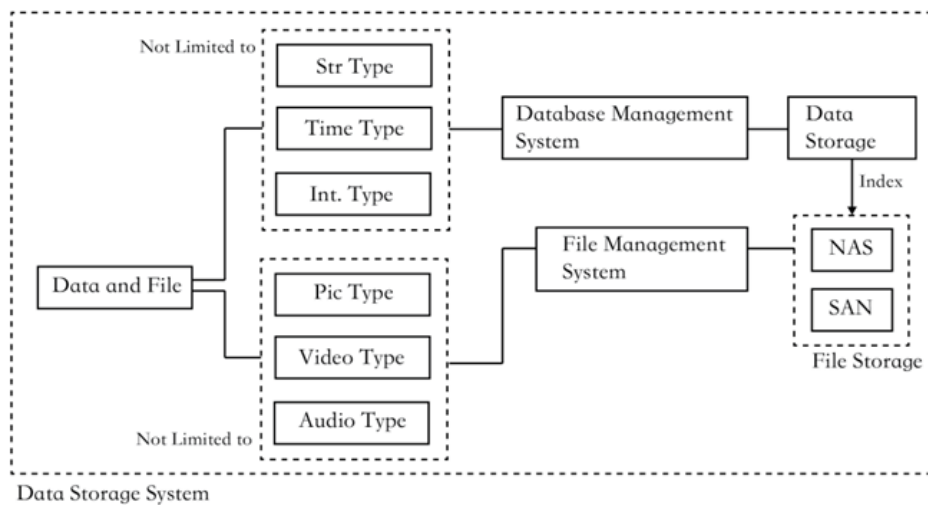 Not Limited to
Str Type
Time Type
Int. Type
Database Management
System
Data
Storage
Index
Data and File
Pic Type
Video Type
Audio Type
Not Limited to
File Management
System
NAS
SAN
File Storage
Data Storage System